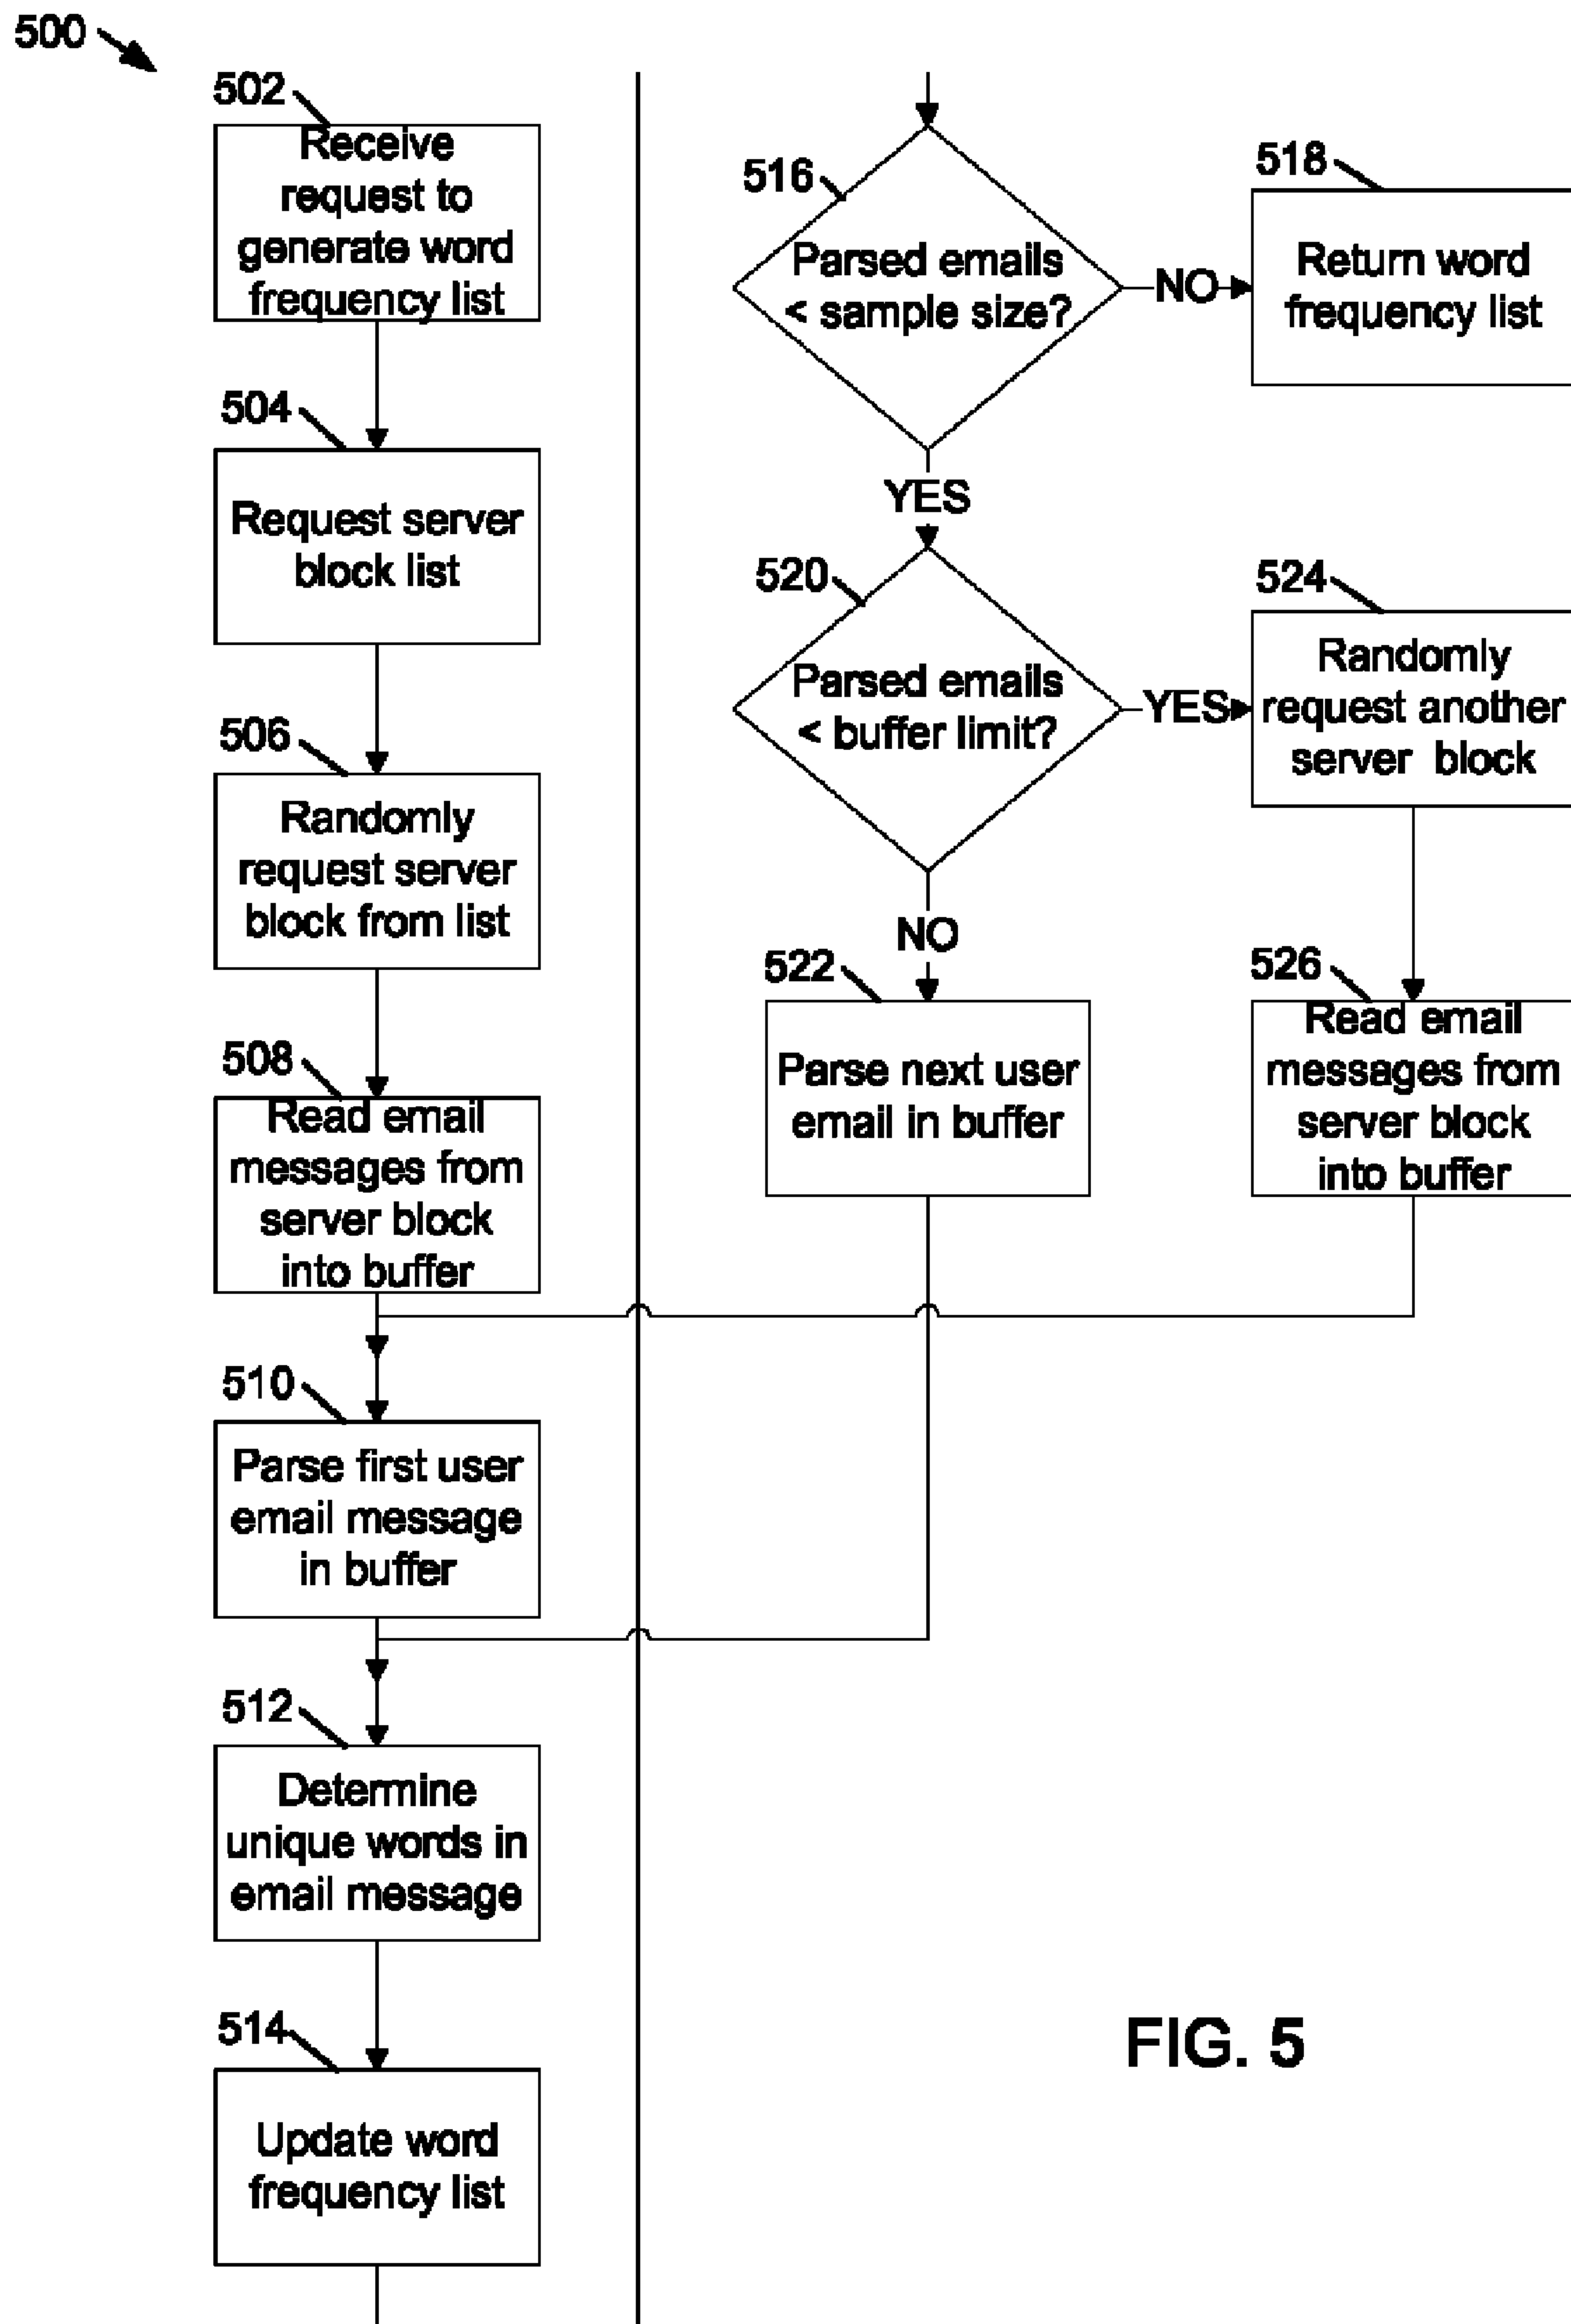 500
502
Receive
request to
generate word
frequency list
504
Request server
block list
506
Randomly
request server
block from list
508
Read email
messages from
server block
into buffer
510
Parse first user
email message
in buffer
512
Determine
unique words in
email message
514
Update word
frequency list
516
Parsed emails
< sample size?
NO
518
Return word
frequency list
YES
520
Parsed emails
< buffer limit?
YES
524
Randomly
request another
server block
NO
522
Parse next user
email in buffer
526
Read email
messages from
server block
into buffer
FIG. 5